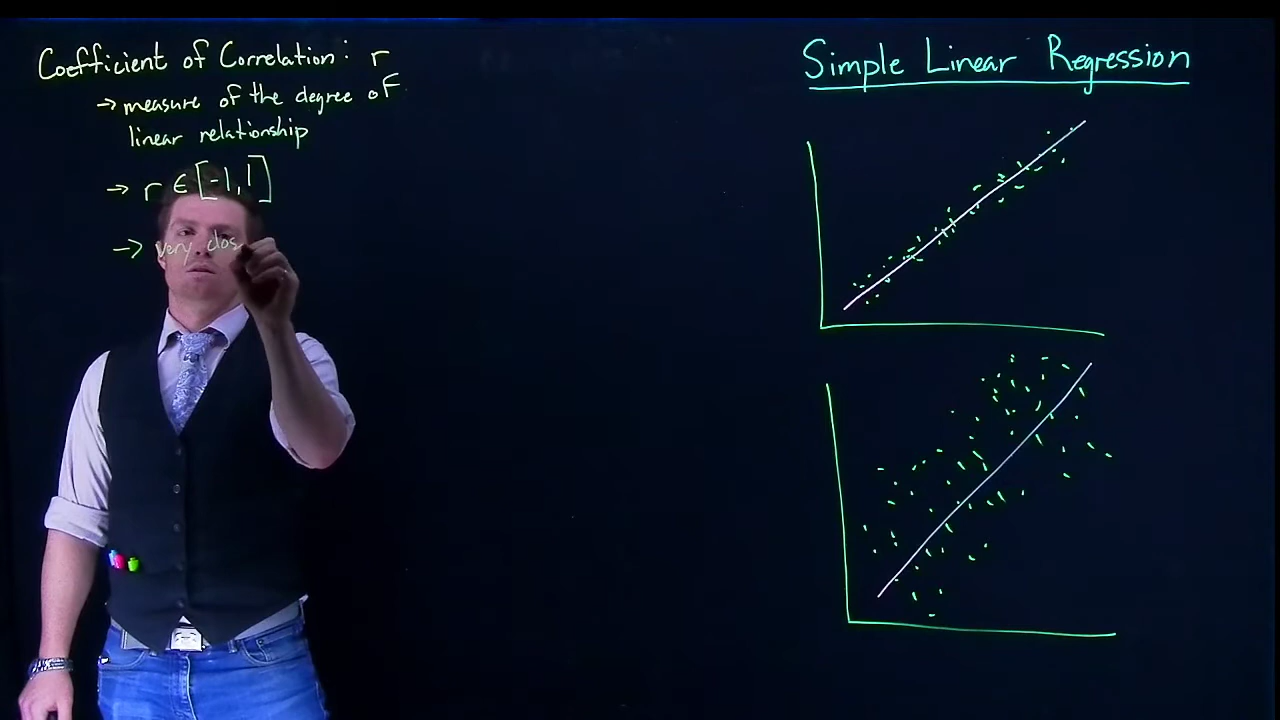 Coefficient of Correlation: r
→ measure of the degree of
linear relationship
→ r ∈ [-1, 1]
→ very clos
Simple Linear Regression